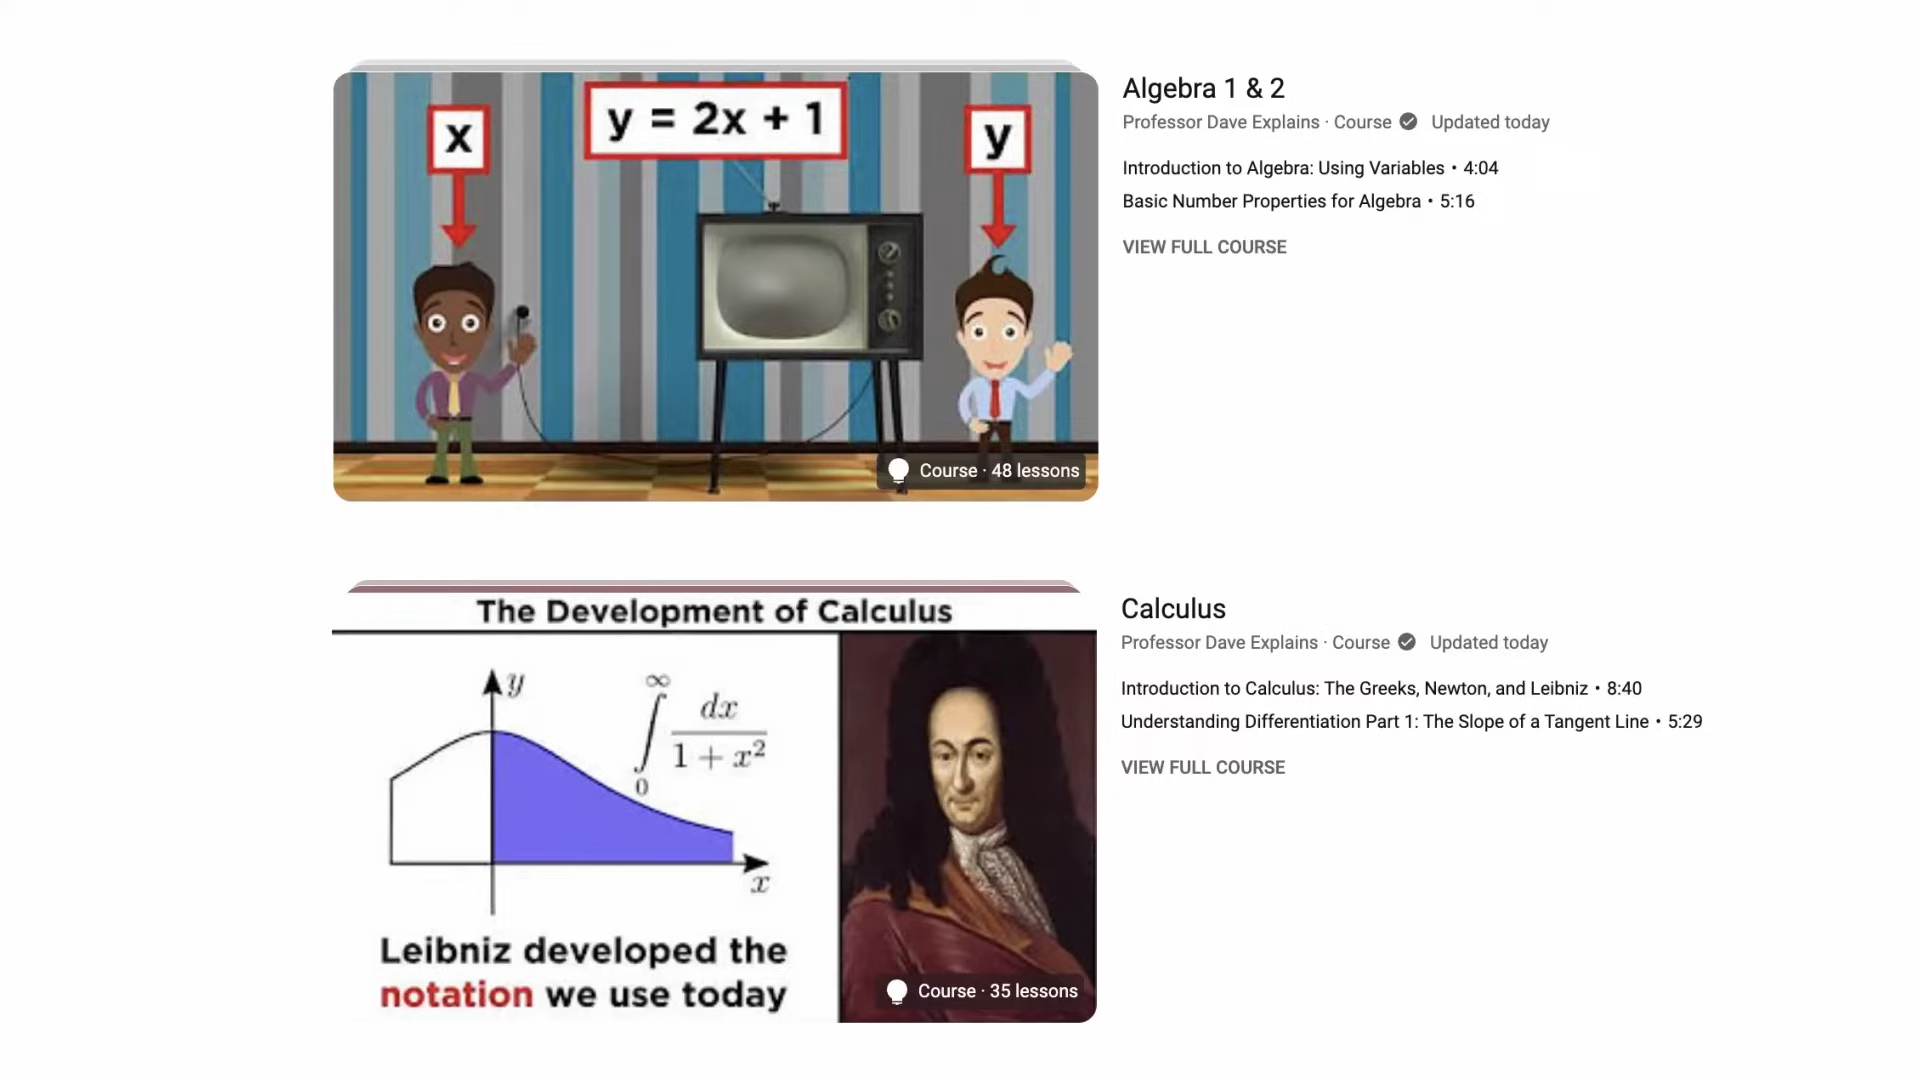 x
y = 2x + 1
y
Course · 48 lessons
Algebra 1 & 2
Professor Dave Explains · Course Updated today
Introduction to Algebra: Using Variables • 4:04
Basic Number Properties for Algebra • 5:16
VIEW FULL COURSE
The Development of Calculus
y
∞
∫ dx
0 1 + x²
x
Leibniz developed the
notation we use today
Course · 35 lessons
Calculus
Professor Dave Explains · Course Updated today
Introduction to Calculus: The Greeks, Newton, and Leibniz • 8:40
Understanding Differentiation Part 1: The Slope of a Tangent Line • 5:29
VIEW FULL COURSE